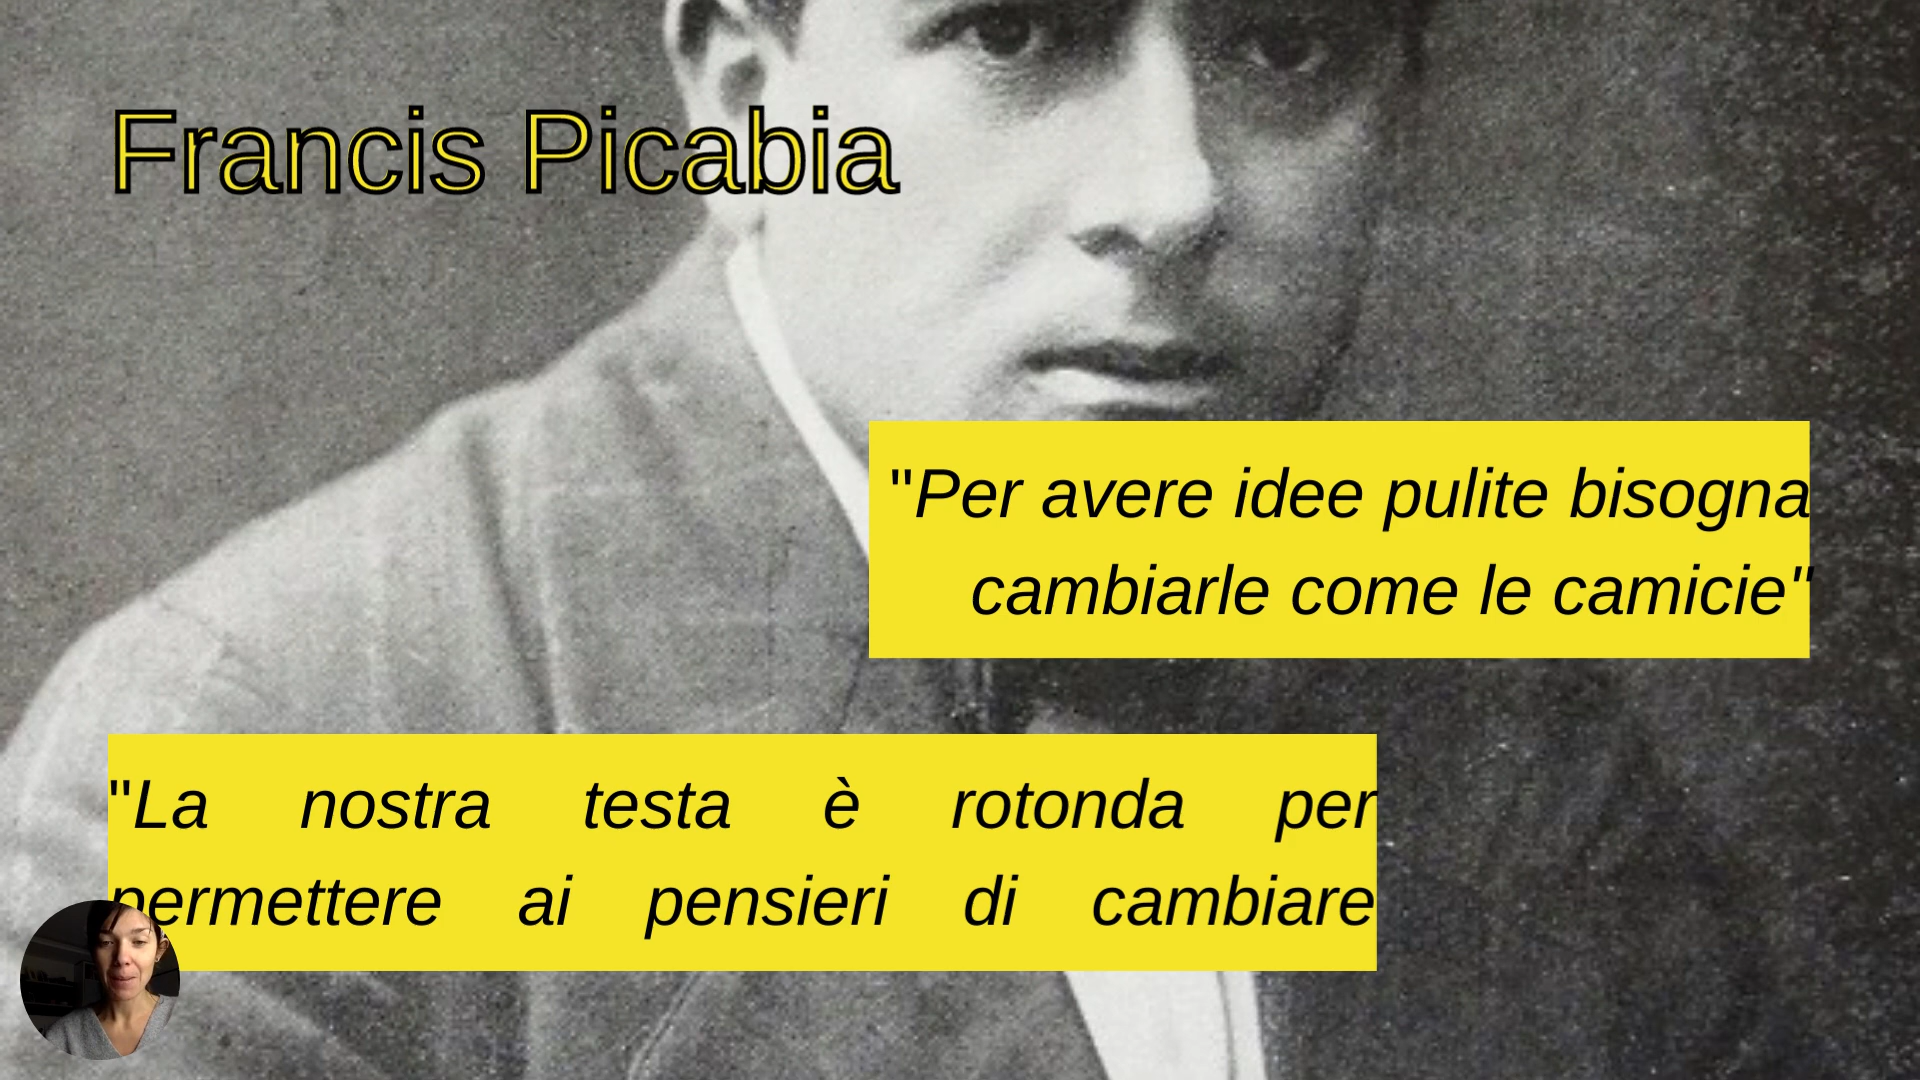 Francis Picabia
"Per avere idee pulite bisogna
cambiarle come le camicie"
"La nostra testa è rotonda per
permettere ai pensieri di cambiare